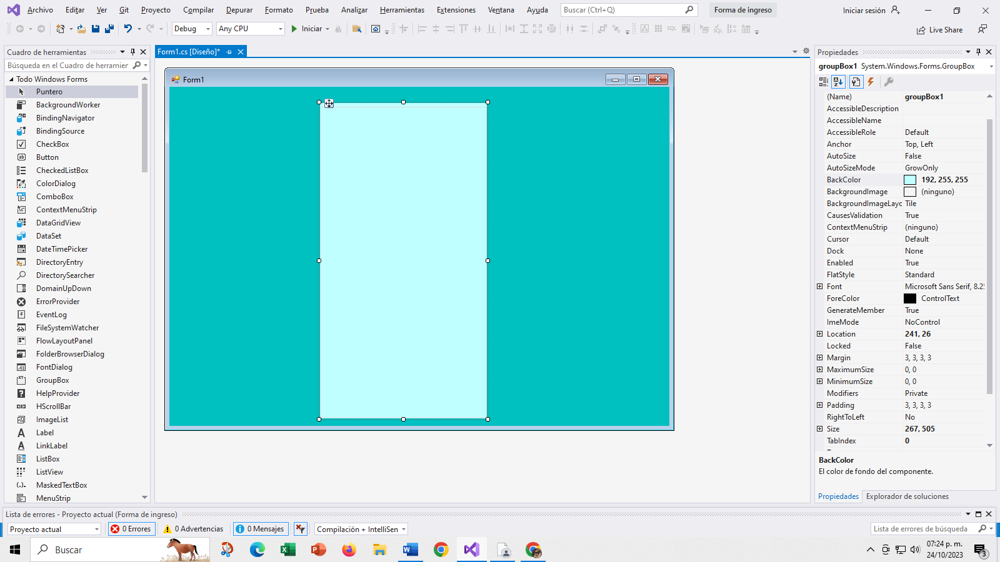 Archivo Editar Ver Git Proyecto Compilar Depurar Formato Prueba Analizar Herramientas Extensiones Ventana Ayuda Buscar (Ctrl+Q) Forma de ingreso Iniciar sesión
Debug Any CPU Iniciar SQL SQL Live Share
Cuadro de herramientas
Búsqueda en el Cuadro de herramier
Todo Windows Forms
Puntero
BackgroundWorker
BindingNavigator
BindingSource
CheckBox
Button
CheckedListBox
ColorDialog
ComboBox
ContextMenuStrip
DataGridView
DataSet
DateTimePicker
DirectoryEntry
DirectorySearcher
DomainUpDown
ErrorProvider
EventLog
FileSystemWatcher
FlowLayoutPanel
FolderBrowserDialog
FontDialog
GroupBox
HelpProvider
HScrollBar
ImageList
Label
LinkLabel
ListBox
ListView
MaskedTextBox
MenuStrip
Form1.cs [Diseño]*
Form1
Propiedades
groupBox1 System.Windows.Forms.GroupBox
(Name) groupBox1
AccessibleDescription
AccessibleName
AccessibleRole Default
Anchor Top, Left
AutoSize False
AutoSizeMode GrowOnly
BackColor 192, 255, 255
BackgroundImage (ninguno)
BackgroundImageLayc Tile
CausesValidation True
ContextMenuStrip (ninguno)
Cursor Default
Dock None
Enabled True
FlatStyle Standard
Font Microsoft Sans Serif, 8.25
ForeColor ControlText
GenerateMember True
ImeMode NoControl
Location 241, 26
Locked False
Margin 3, 3, 3, 3
MaximumSize 0, 0
MinimumSize 0, 0
Modifiers Private
Padding 3, 3, 3, 3
RightToLeft No
Size 267, 505
TabIndex 0
BackColor
El color de fondo del componente.
Propiedades Explorador de soluciones
Lista de errores - Proyecto actual (Forma de ingreso)
Proyecto actual 0 Errores 0 Advertencias 0 Mensajes Compilación + IntelliSen Lista de errores de búsqueda
Buscar
07:24 p. m.
24/10/2023
3